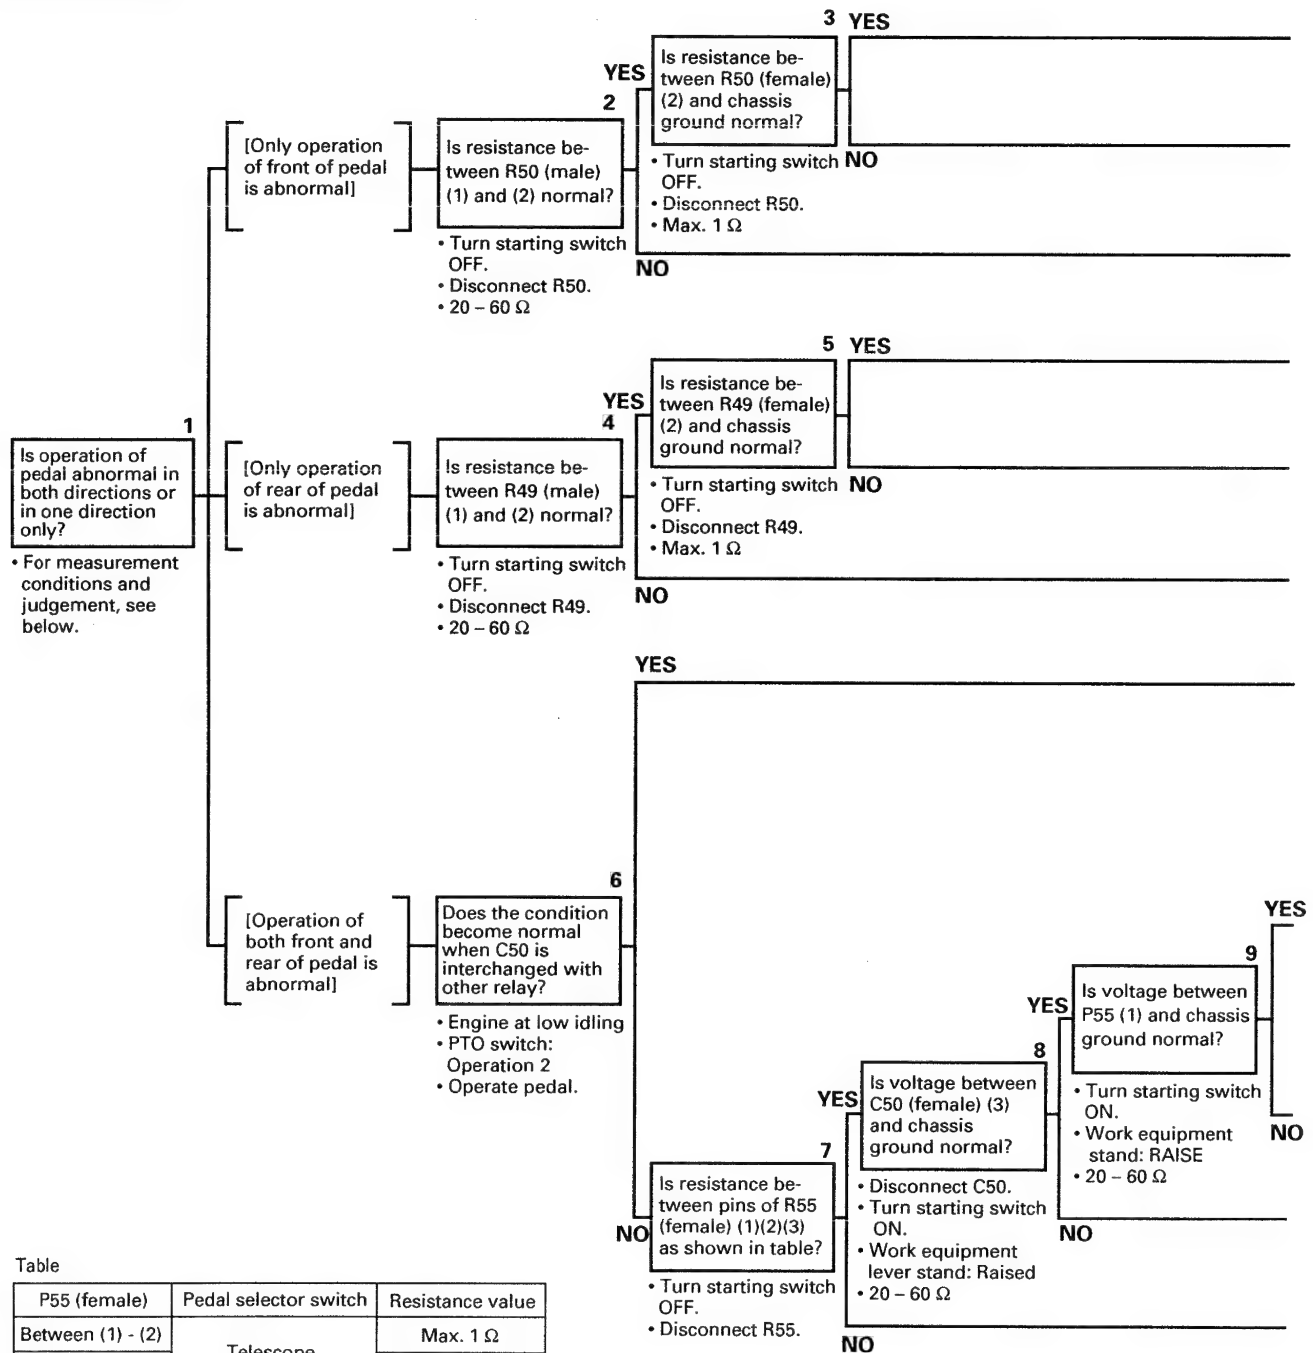 1
Is operation of
pedal abnormal in
both directions or
in one direction
only?
• For measurement
conditions and
judgement, see
below.
[Only operation
of front of pedal
is abnormal]
2
Is resistance be-
tween R50 (male)
(1) and (2) normal?
• Turn starting switch
OFF.
• Disconnect R50.
• 20 – 60 Ω
YES
NO
3
Is resistance be-
tween R50 (female)
(2) and chassis
ground normal?
• Turn starting switch
OFF.
• Disconnect R50.
• Max. 1 Ω
YES
NO
[Only operation
of rear of pedal
is abnormal]
4
Is resistance be-
tween R49 (male)
(1) and (2) normal?
• Turn starting switch
OFF.
• Disconnect R49.
• 20 – 60 Ω
YES
NO
5
Is resistance be-
tween R49 (female)
(2) and chassis
ground normal?
• Turn starting switch
OFF.
• Disconnect R49.
• Max. 1 Ω
YES
NO
[Operation of
both front and
rear of pedal is
abnormal]
6
Does the condition
become normal
when C50 is
interchanged with
other relay?
• Engine at low idling
• PTO switch:
Operation 2
• Operate pedal.
YES
NO
7
Is resistance be-
tween pins of R55
(female) (1)(2)(3)
as shown in table?
• Turn starting switch
OFF.
• Disconnect R55.
YES
NO
8
Is voltage between
C50 (female) (3)
and chassis
ground normal?
• Disconnect C50.
• Turn starting switch
ON.
• Work equipment
lever stand: Raised
• 20 – 60 Ω
YES
NO
9
Is voltage between
P55 (1) and chassis
ground normal?
• Turn starting switch
ON.
• Work equipment
stand: RAISE
• 20 – 60 Ω
YES
NO
Table
P55 (female) Pedal selector switch Resistance value
Between (1) - (2) Telescope Max. 1 Ω